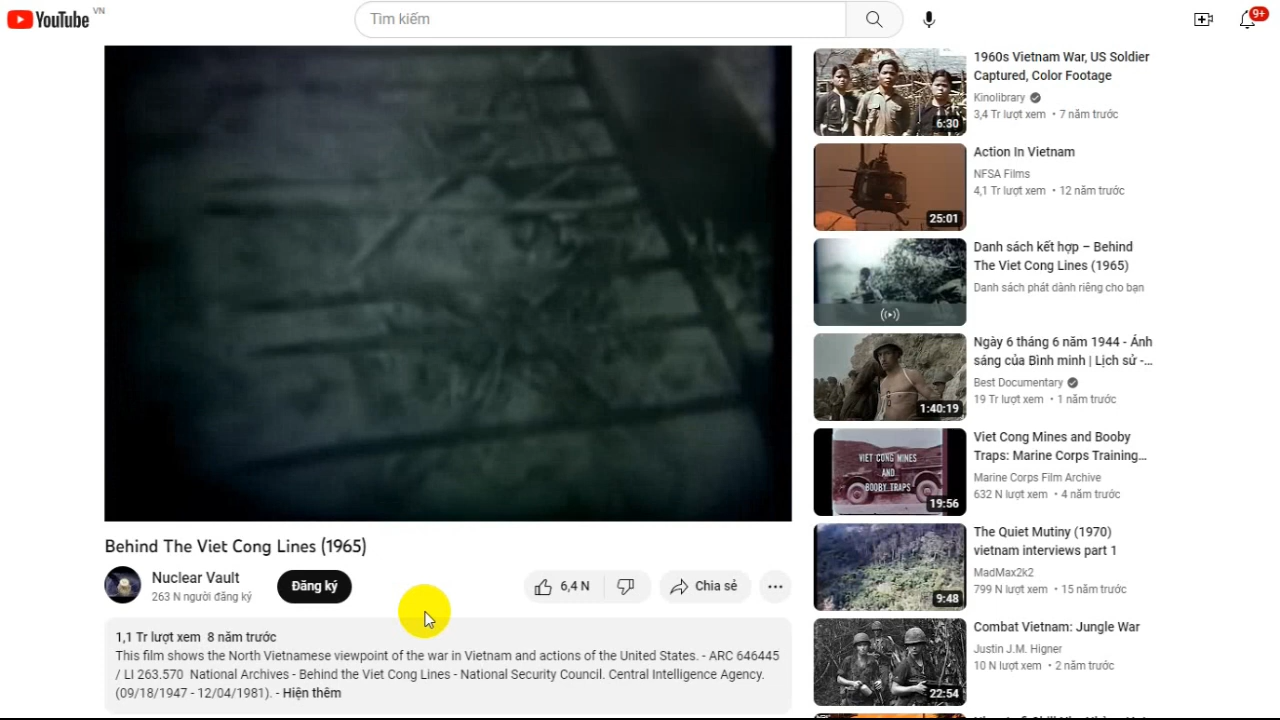 YouTube VN
Tìm kiếm
9+
Behind The Viet Cong Lines (1965)
Nuclear Vault
263 N người đăng ký
Đăng ký
6,4 N
Chia sẻ
1,1 Tr lượt xem 8 năm trước
This film shows the North Vietnamese viewpoint of the war in Vietnam and actions of the United States. - ARC 646445
/ LI 263.570 National Archives - Behind the Viet Cong Lines - National Security Council. Central Intelligence Agency.
(09/18/1947 - 12/04/1981). - Hiện thêm
1960s Vietnam War, US Soldier
Captured, Color Footage
Kinolibrary
3,4 Tr lượt xem • 7 năm trước
6:30
Action In Vietnam
NFSA Films
4,1 Tr lượt xem • 12 năm trước
25:01
Danh sách kết hợp – Behind
The Viet Cong Lines (1965)
Danh sách phát dành riêng cho bạn
Ngày 6 tháng 6 năm 1944 - Ánh
sáng của Bình minh | Lịch sử -...
Best Documentary
19 Tr lượt xem • 1 năm trước
1:40:19
Viet Cong Mines and Booby
Traps: Marine Corps Training...
Marine Corps Film Archive
632 N lượt xem • 4 năm trước
VIET CONG MINES
AND
BOOBY TRAPS
19:56
The Quiet Mutiny (1970)
vietnam interviews part 1
MadMax2k2
799 N lượt xem • 15 năm trước
9:48
Combat Vietnam: Jungle War
Justin J.M. Higner
10 N lượt xem • 2 năm trước
22:54